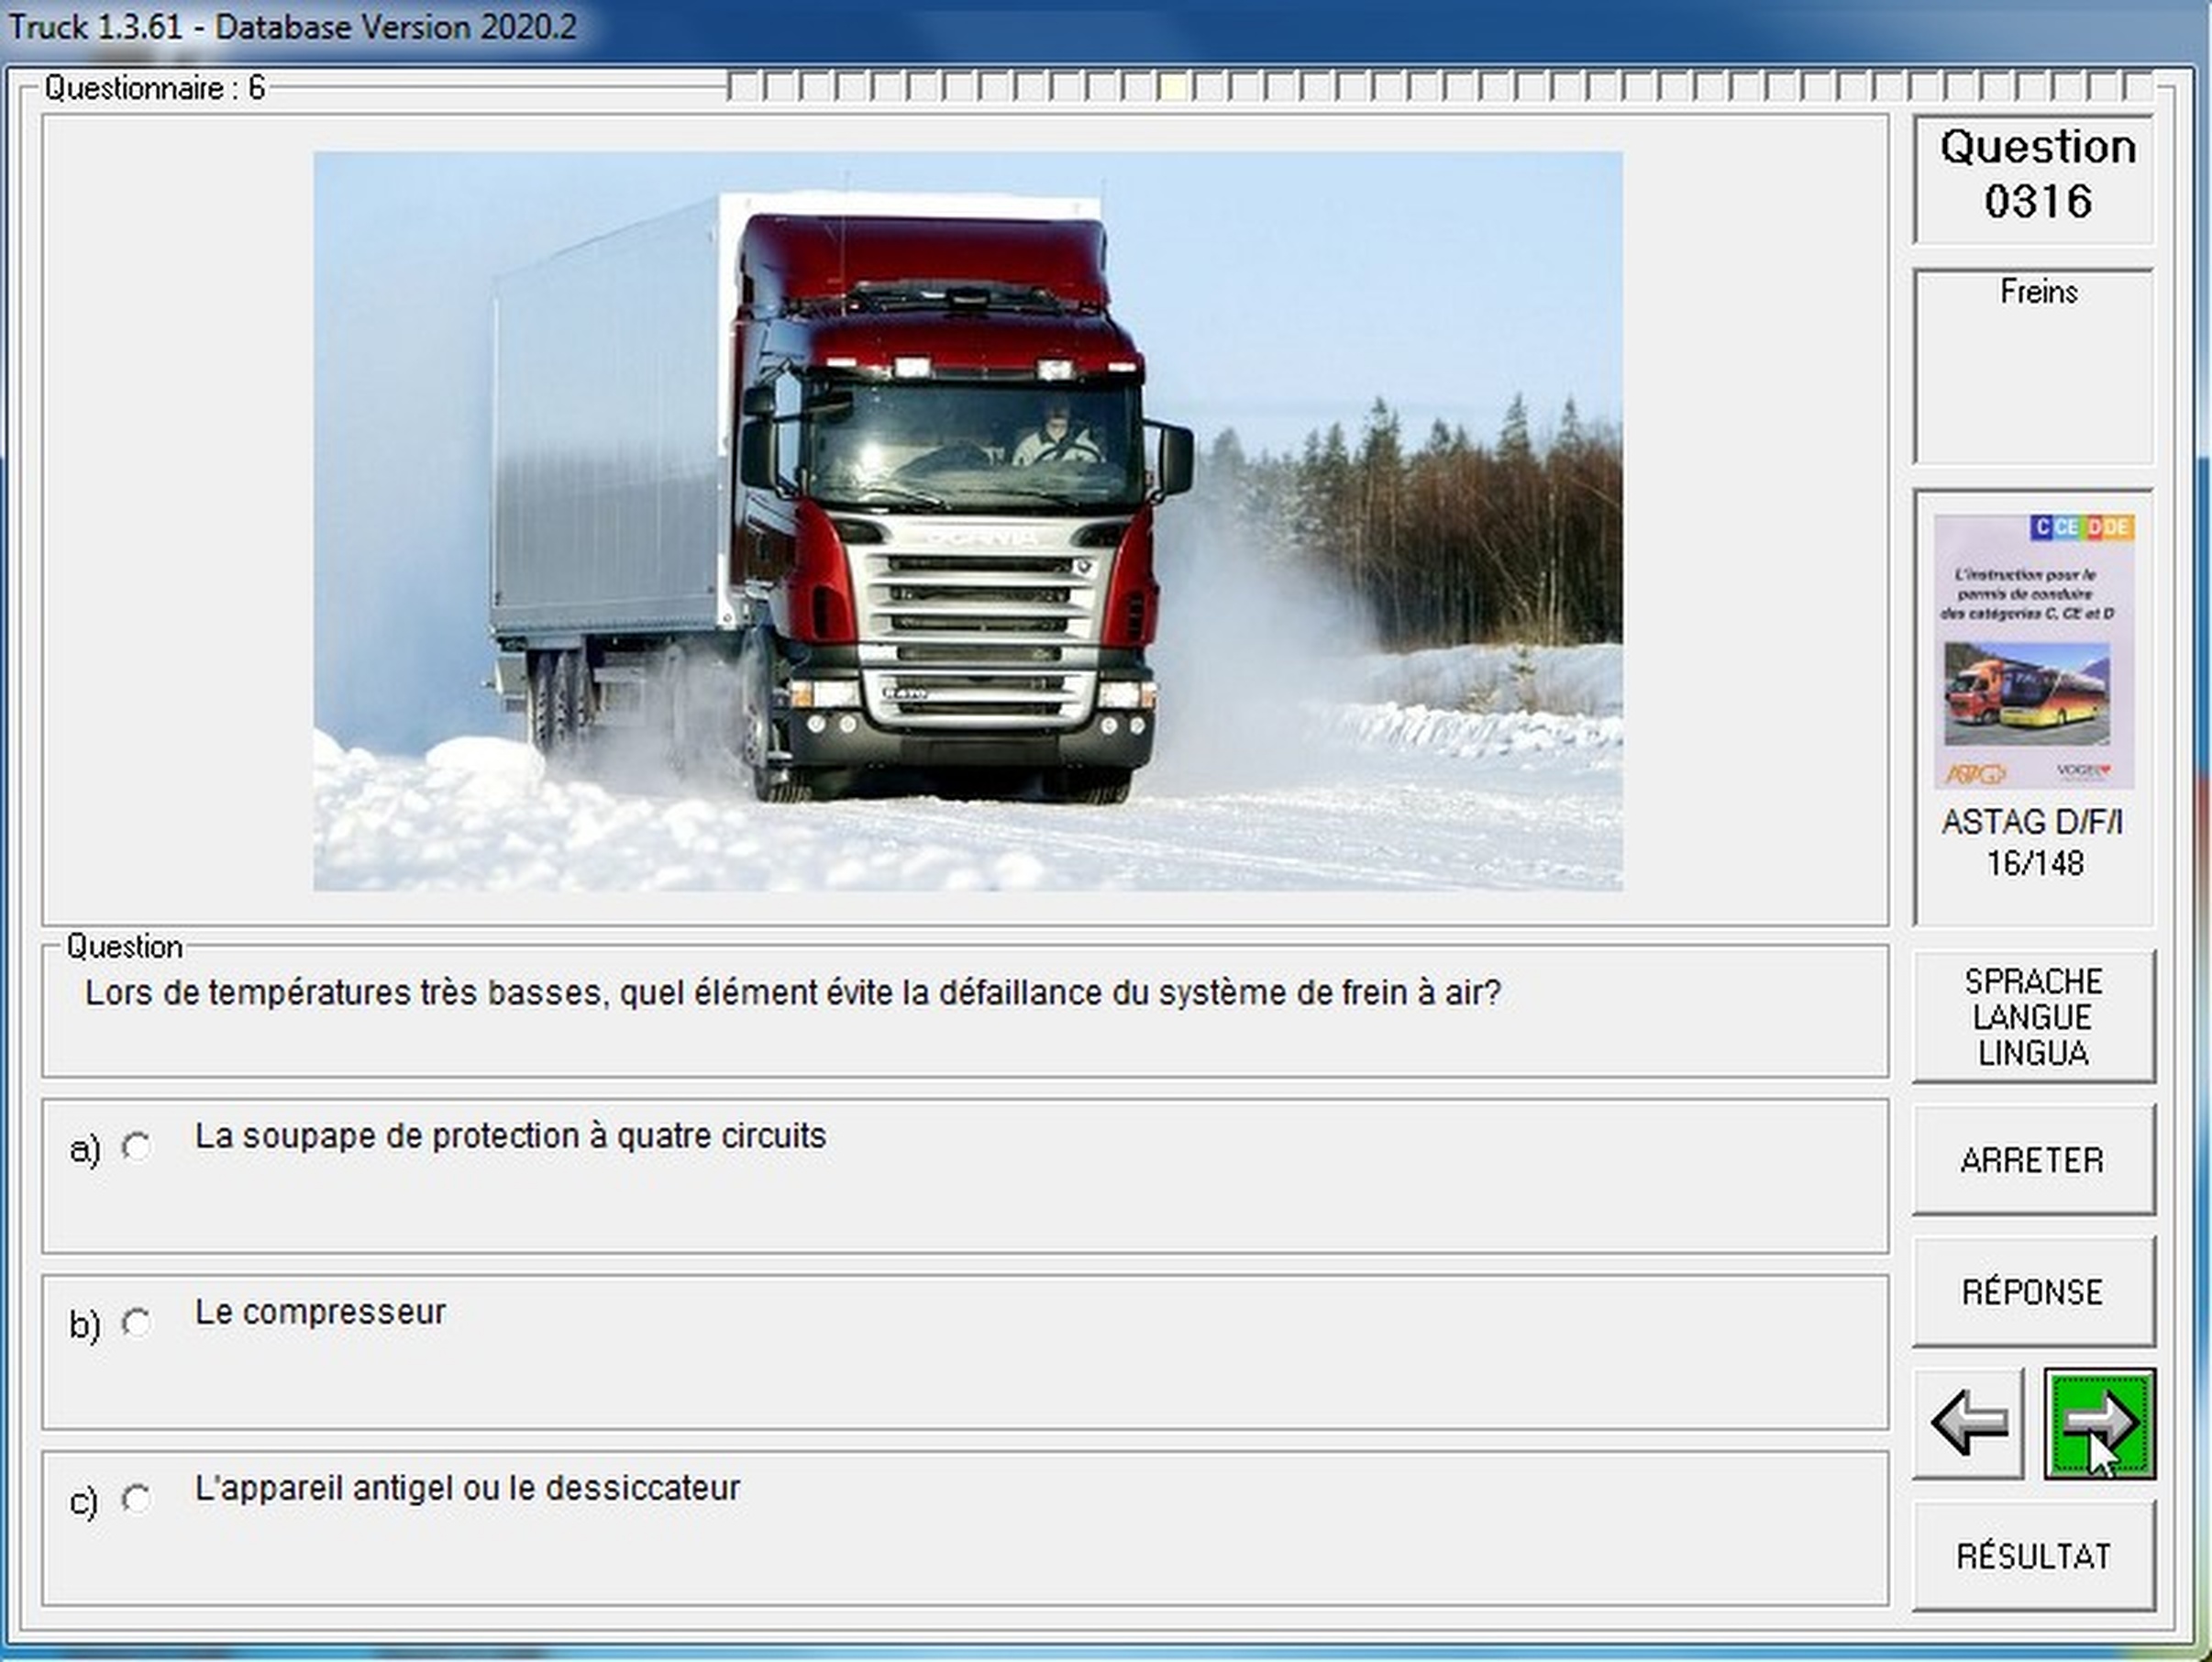 Truck 1.3.61 - Database Version 2020.2
Questionnaire : 6
SCANIA
R470
Question
0316
Freins
C CE D DE
L'instruction pour le
permis de conduire
des catégories C, CE et D
ASTAG
VOGEL
ASTAG D/F/I
16/148
Question
Lors de températures très basses, quel élément évite la défaillance du système de frein à air?
a) La soupape de protection à quatre circuits
b) Le compresseur
c) L'appareil antigel ou le dessiccateur
SPRACHE
LANGUE
LINGUA
ARRETER
RÉPONSE
RÉSULTAT